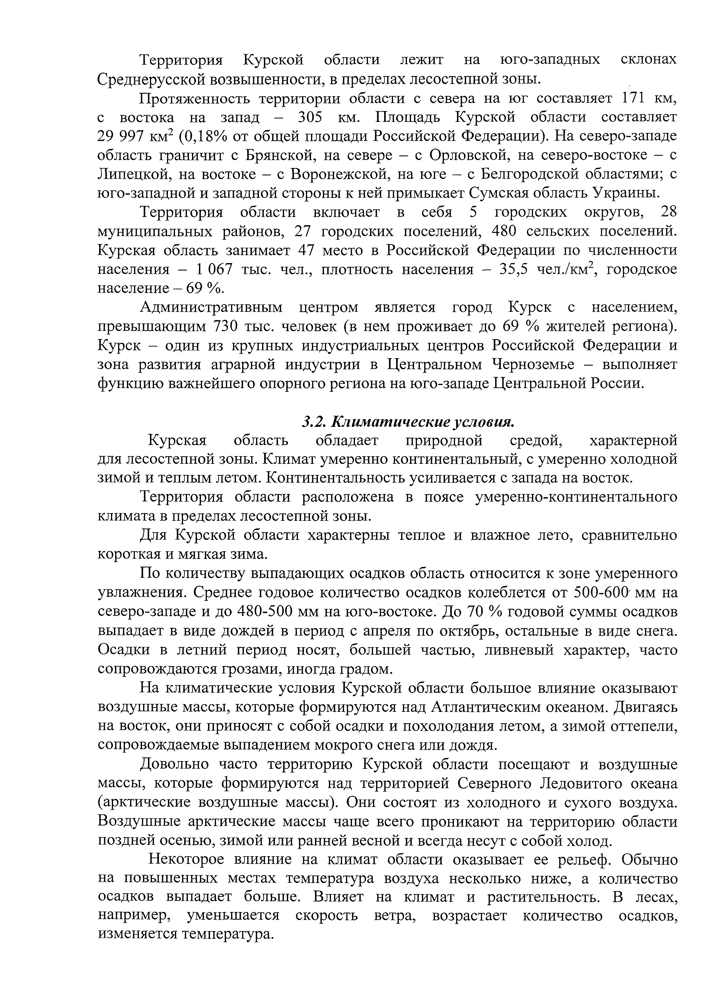 Территория Курской области лежит на юго-западных склонах
Среднерусской возвышенности, в пределах лесостепной зоны.
Протяженность территории области с севера на юг составляет 171 км,
с востока на запад – 305 км. Площадь Курской области составляет
29 997 км² (0,18% от общей площади Российской Федерации). На северо-западе
область граничит с Брянской, на севере – с Орловской, на северо-востоке – с
Липецкой, на востоке – с Воронежской, на юге – с Белгородской областями; с
юго-западной и западной стороны к ней примыкает Сумская область Украины.
Территория области включает в себя 5 городских округов, 28
муниципальных районов, 27 городских поселений, 480 сельских поселений.
Курская область занимает 47 место в Российской Федерации по численности
населения – 1 067 тыс. чел., плотность населения – 35,5 чел./км², городское
население – 69 %.
Административным центром является город Курск с населением,
превышающим 730 тыс. человек (в нем проживает до 69 % жителей региона).
Курск – один из крупных индустриальных центров Российской Федерации и
зона развития аграрной индустрии в Центральном Черноземье – выполняет
функцию важнейшего опорного региона на юго-западе Центральной России.
3.2. Климатические условия.
Курская область обладает природной средой, характерной
для лесостепной зоны. Климат умеренно континентальный, с умеренно холодной
зимой и теплым летом. Континентальность усиливается с запада на восток.
Территория области расположена в поясе умеренно-континентального
климата в пределах лесостепной зоны.
Для Курской области характерны теплое и влажное лето, сравнительно
короткая и мягкая зима.
По количеству выпадающих осадков область относится к зоне умеренного
увлажнения. Среднее годовое количество осадков колеблется от 500-600 мм на
северо-западе и до 480-500 мм на юго-востоке. До 70 % годовой суммы осадков
выпадает в виде дождей в период с апреля по октябрь, остальные в виде снега.
Осадки в летний период носят, большей частью, ливневый характер, часто
сопровождаются грозами, иногда градом.
На климатические условия Курской области большое влияние оказывают
воздушные массы, которые формируются над Атлантическим океаном. Двигаясь
на восток, они приносят с собой осадки и похолодания летом, а зимой оттепели,
сопровождаемые выпадением мокрого снега или дождя.
Довольно часто территорию Курской области посещают и воздушные
массы, которые формируются над территорией Северного Ледовитого океана
(арктические воздушные массы). Они состоят из холодного и сухого воздуха.
Воздушные арктические массы чаще всего проникают на территорию области
поздней осенью, зимой или ранней весной и всегда несут с собой холод.
Некоторое влияние на климат области оказывает ее рельеф. Обычно
на повышенных местах температура воздуха несколько ниже, а количество
осадков выпадает больше. Влияет на климат и растительность. В лесах,
например, уменьшается скорость ветра, возрастает количество осадков,
изменяется температура.